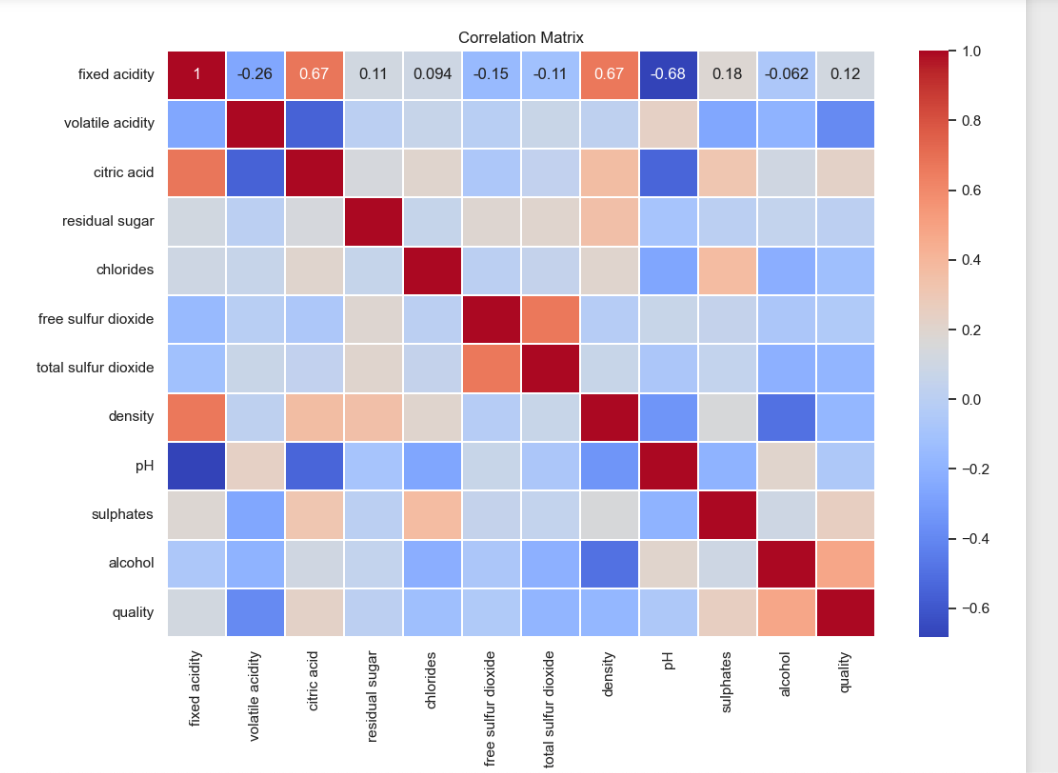 Correlation Matrix
fixed acidity 1 -0.26 0.67 0.11 0.094 -0.15 -0.11 0.67 -0.68 0.18 -0.062 0.12
volatile acidity
citric acid
residual sugar
chlorides
free sulfur dioxide
total sulfur dioxide
density
pH
sulphates
alcohol
quality
fixed acidity
volatile acidity
citric acid
residual sugar
chlorides
free sulfur dioxide
total sulfur dioxide
density
pH
sulphates
alcohol
quality
1.0
0.8
0.6
0.4
0.2
0.0
−0.2
−0.4
−0.6